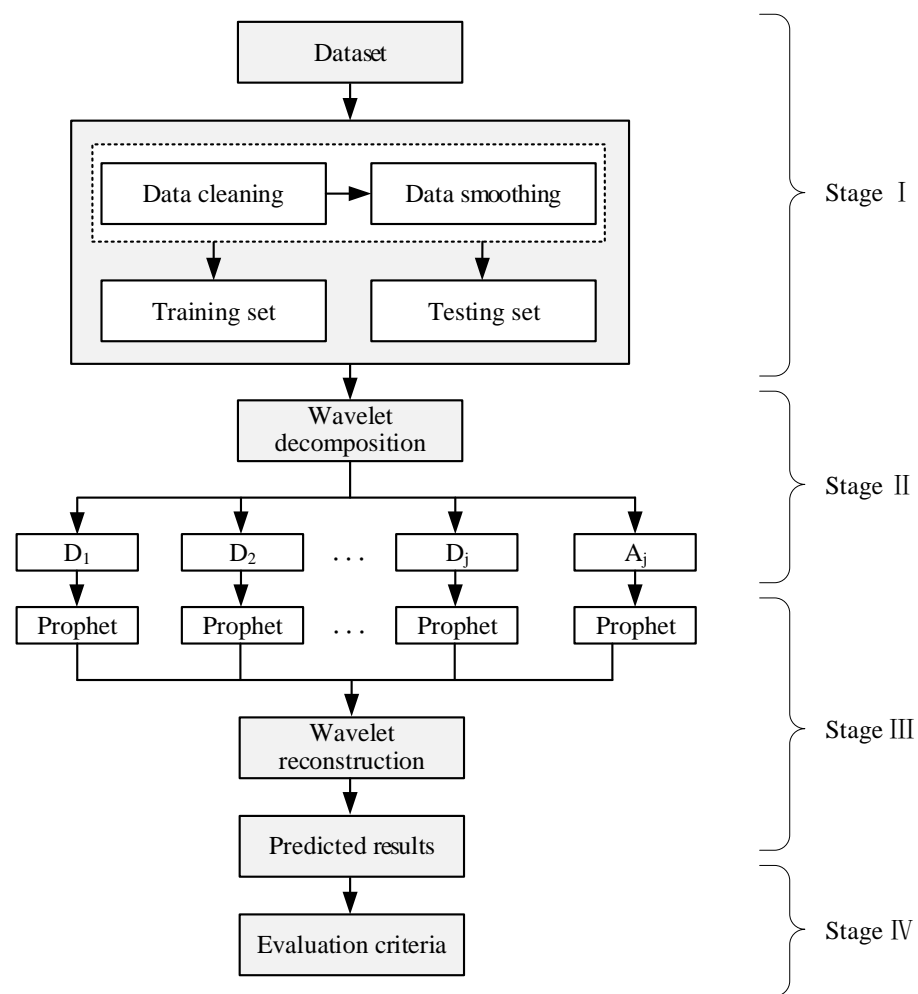 Dataset
Data cleaning
Data smoothing
Training set
Testing set
Stage Ⅰ
Wavelet
decomposition
Stage Ⅱ
D₁ D₂ ... Dⱼ Aⱼ
Prophet Prophet ... Prophet Prophet
Wavelet
reconstruction
Stage Ⅲ
Predicted results
Evaluation criteria
Stage Ⅳ